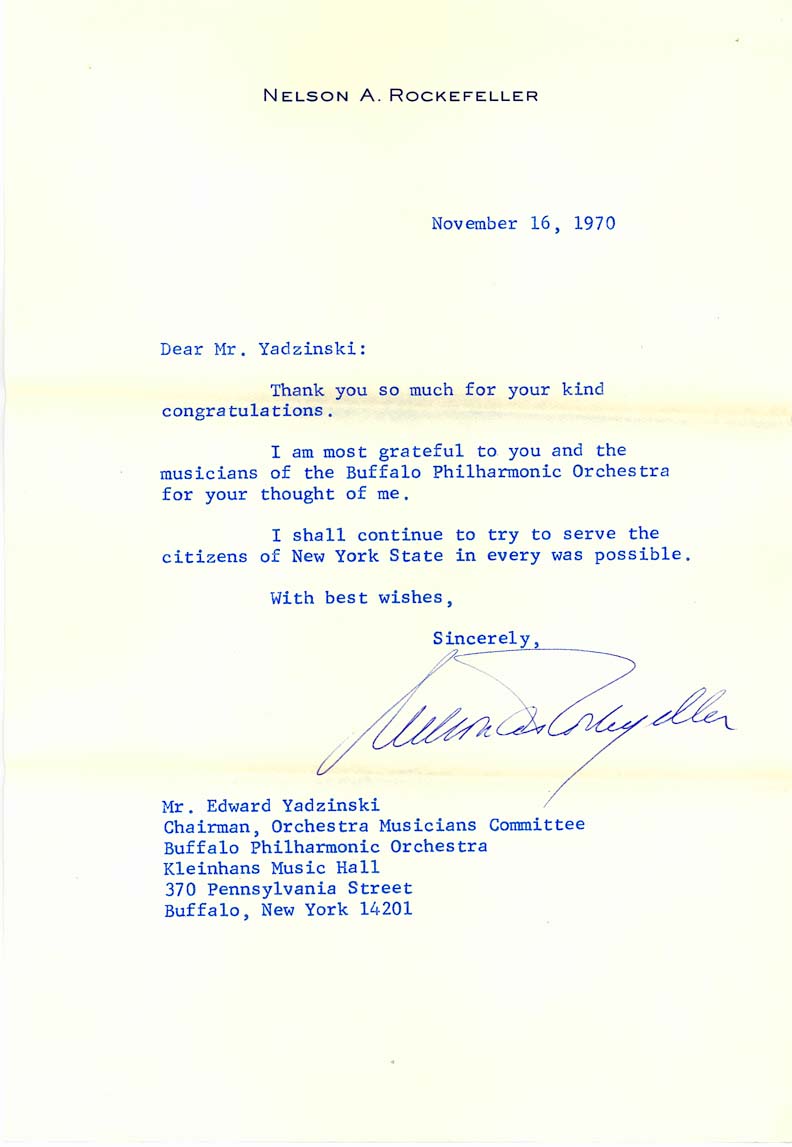 NELSON A. ROCKEFELLER
November 16, 1970
Dear Mr. Yadzinski:
Thank you so much for your kind
congratulations.
I am most grateful to you and the
musicians of the Buffalo Philharmonic Orchestra
for your thought of me.
I shall continue to try to serve the
citizens of New York State in every was possible.
With best wishes,
Sincerely,
Nelson A. Rockefeller
Mr. Edward Yadzinski
Chairman, Orchestra Musicians Committee
Buffalo Philharmonic Orchestra
Kleinhans Music Hall
370 Pennsylvania Street
Buffalo, New York 14201